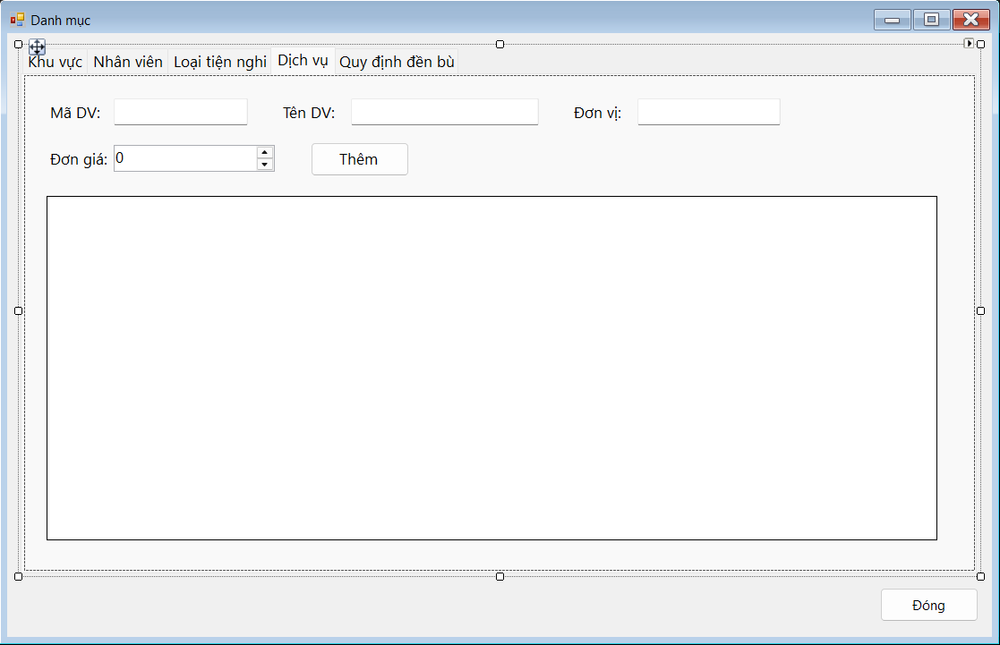 Danh mục
Khu vực Nhân viên Loại tiện nghi Dịch vụ Quy định đền bù
Mã DV: Tên DV: Đơn vị:
Đơn giá: 0 Thêm
Đóng